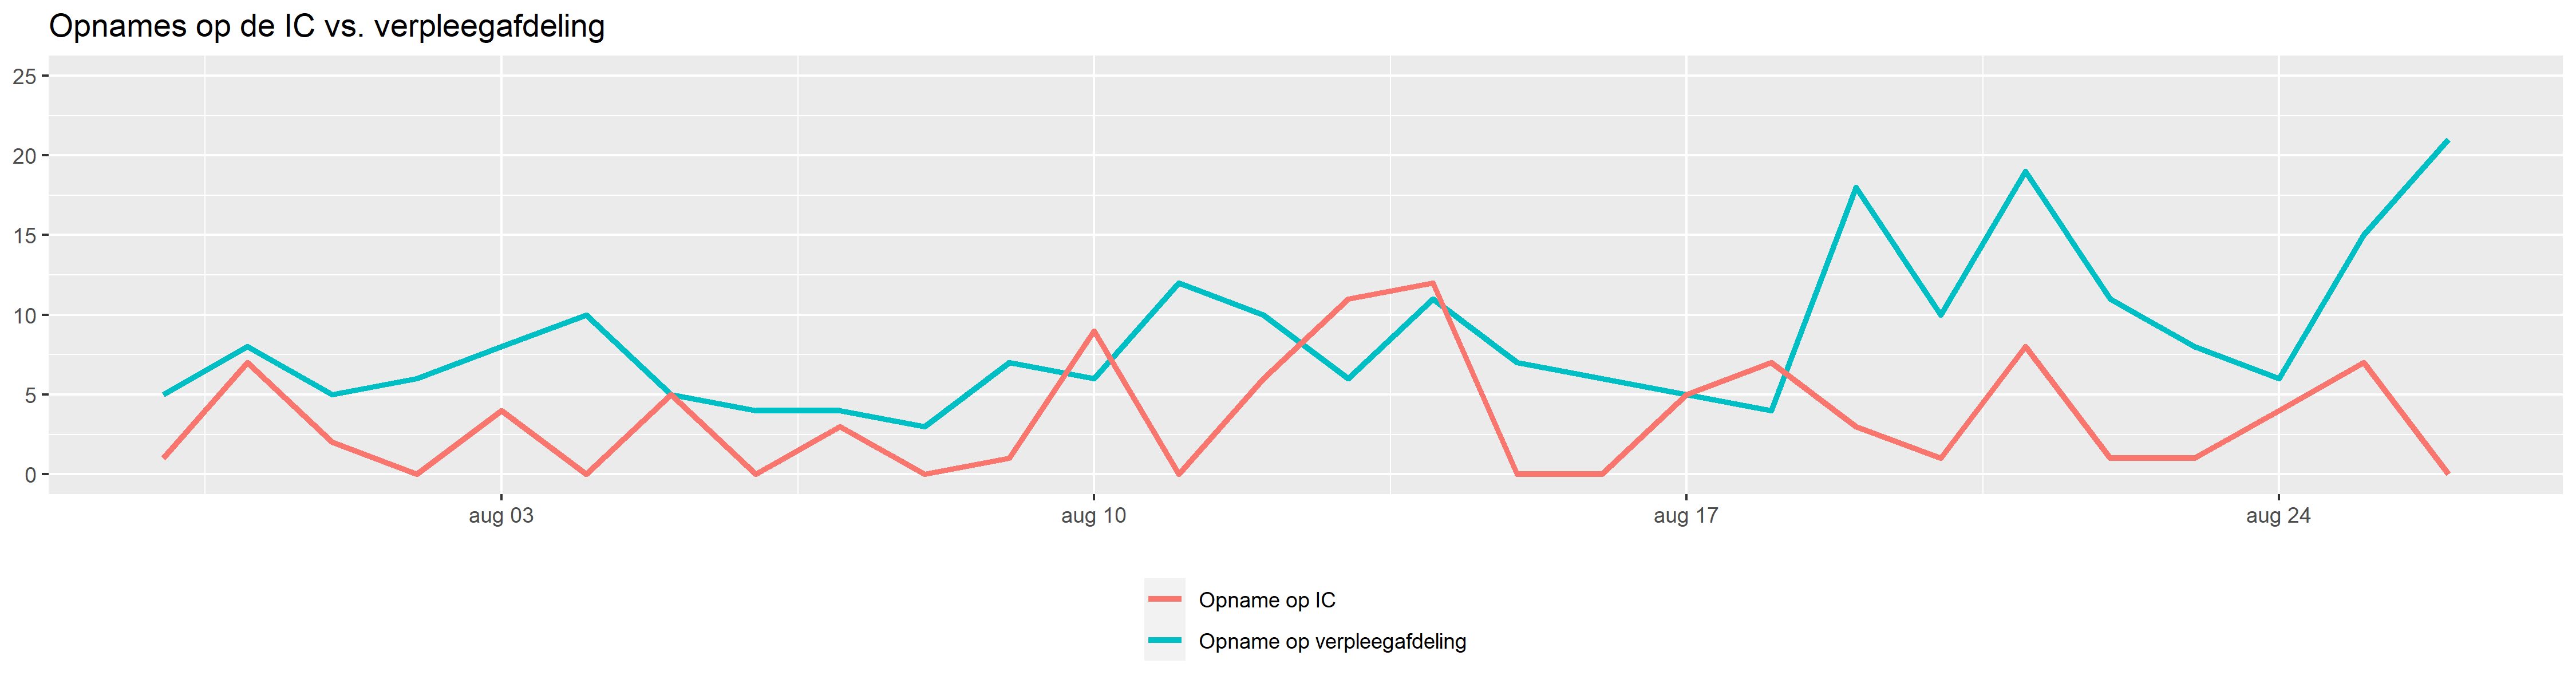 Opnames op de IC vs. verpleegafdeling
25
20
15
10
5
0
aug 03 aug 10 aug 17 aug 24
Opname op IC
Opname op verpleegafdeling